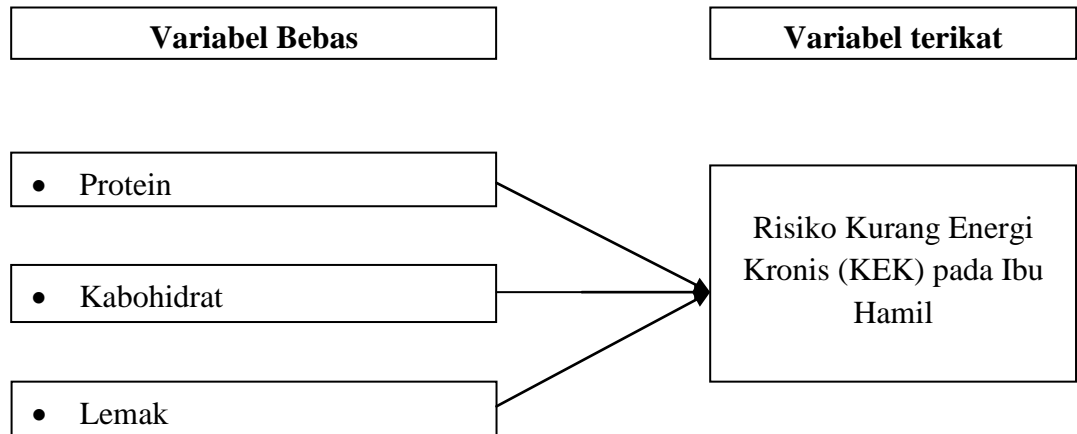 Variabel Bebas
Variabel terikat
• Protein
• Kabohidrat
• Lemak
Risiko Kurang Energi
Kronis (KEK) pada Ibu
Hamil